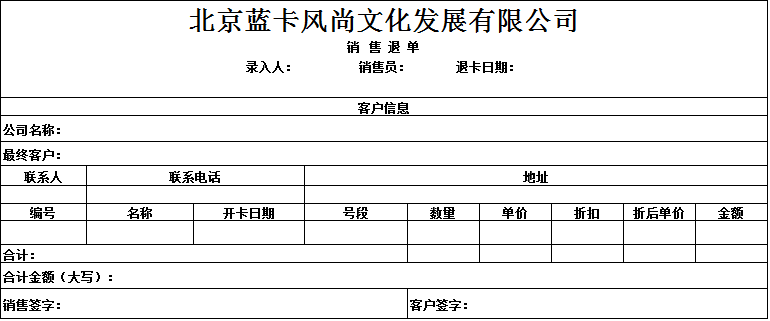 北京蓝卡风尚文化发展有限公司
销 售 退 单
录入人： 销售员： 退卡日期：
客户信息
公司名称：
最终客户：
联系人 联系电话 地址
编号 名称 开卡日期 号段 数量 单价 折扣 折后单价 金额
合计：
合计金额（大写）：
销售签字： 客户签字：